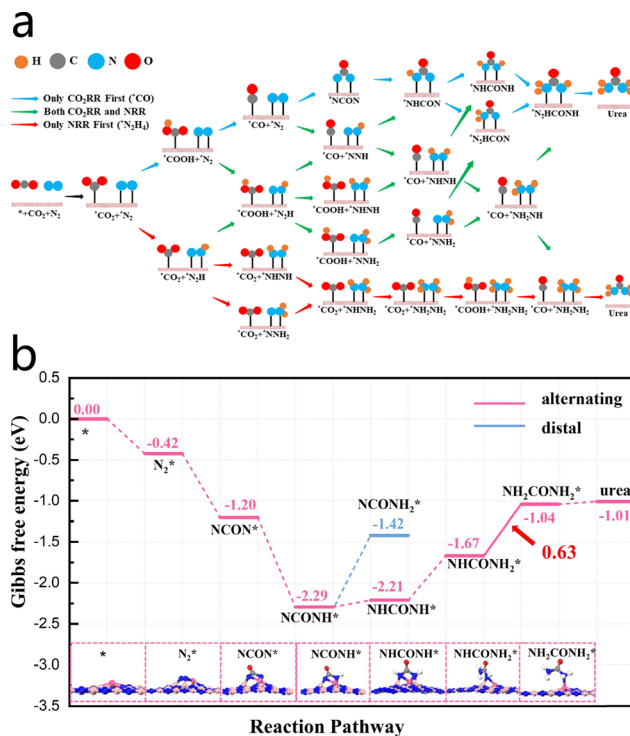 a
H C N O
Only CO2RR First (*CO)
Both CO2RR and NRR
Only NRR First (*N2H4)
*+CO2+N2
*CO2+*N2
*COOH+*N2
*CO2+*N2H
*CO+*N2
*COOH+*N2H
*CO2+*NHNH
*CO2+*NNH2
*NCON
*CO+*NNH
*COOH+*NHNH
*COOH+*NNH2
*CO2+*NHNH2
*NHCON
*CO+*NHNH
*CO+*NNH2
*CO2+*NH2NH2
*NHCONH
*N2HCON
*CO+*NH2NH
*COOH+*NH2NH2
*N2HCONH
*CO+*NH2NH2
Urea
Urea
b
Gibbs free energy (eV)
0.5
0.0
-0.5
-1.0
-1.5
-2.0
-2.5
-3.0
-3.5
alternating
distal
0.00
*
-0.42
N2*
-1.20
NCON*
-2.29
NCONH*
NCONH2*
-1.42
-2.21
NHCONH*
-1.67
NHCONH2*
NH2CONH2*
-1.04
urea
-1.01
0.63
* N2* NCON* NCONH* NHCONH* NHCONH2* NH2CONH2*
Reaction Pathway